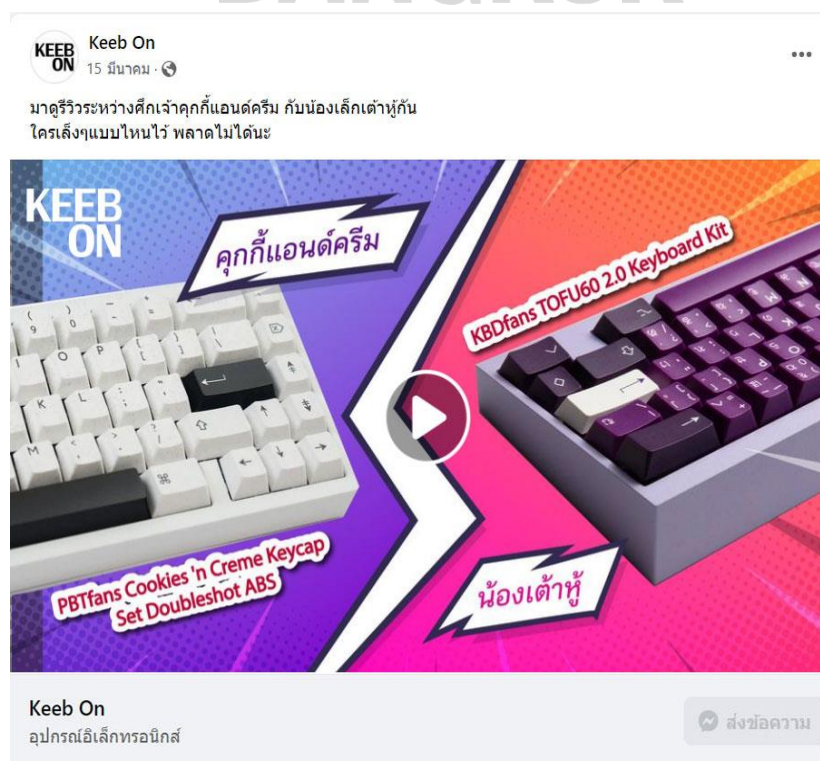 KEEB
ON
Keeb On
15 มีนาคม
มาดูรีวิวระหว่างศึกเจ้าคุกกี้แอนด์ครีม กับน้องเล็กเต้าหู้กัน
ใครเล็งๆแบบไหนไว้ พลาดไม่ได้นะ
KEEB
ON
คุกกี้แอนด์ครีม
KBDfans TOFU60 2.0 Keyboard Kit
PBTfans Cookies 'n Creme Keycap
Set Doubleshot ABS
น้องเต้าหู้
Keeb On
อุปกรณ์อิเล็กทรอนิกส์
ส่งข้อความ